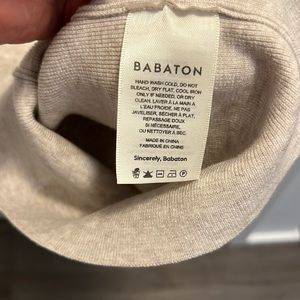 BABATON
HAND WASH COLD, DO NOT
BLEACH, DRY FLAT, COOL IRON
ONLY IF NEEDED, OR DRY
CLEAN. LAVER À LA MAIN À
L'EAU FROIDE, NE PAS
JAVELISER, SÉCHER À PLAT,
REPASSAGE DOUX
SI NÉCESSAIRE,
OU NETTOYER À SEC.
MADE IN CHINA
FABRIQUÉ EN CHINE
Sincerely, Babaton